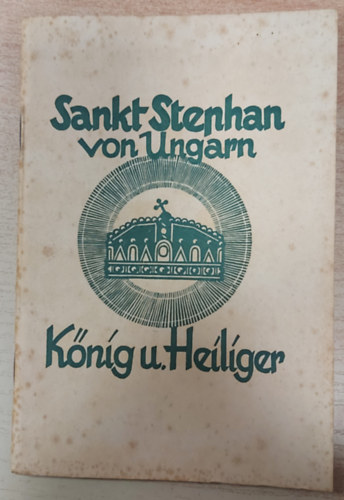 Sankt Stephan
von Ungarn
König u. Heiliger